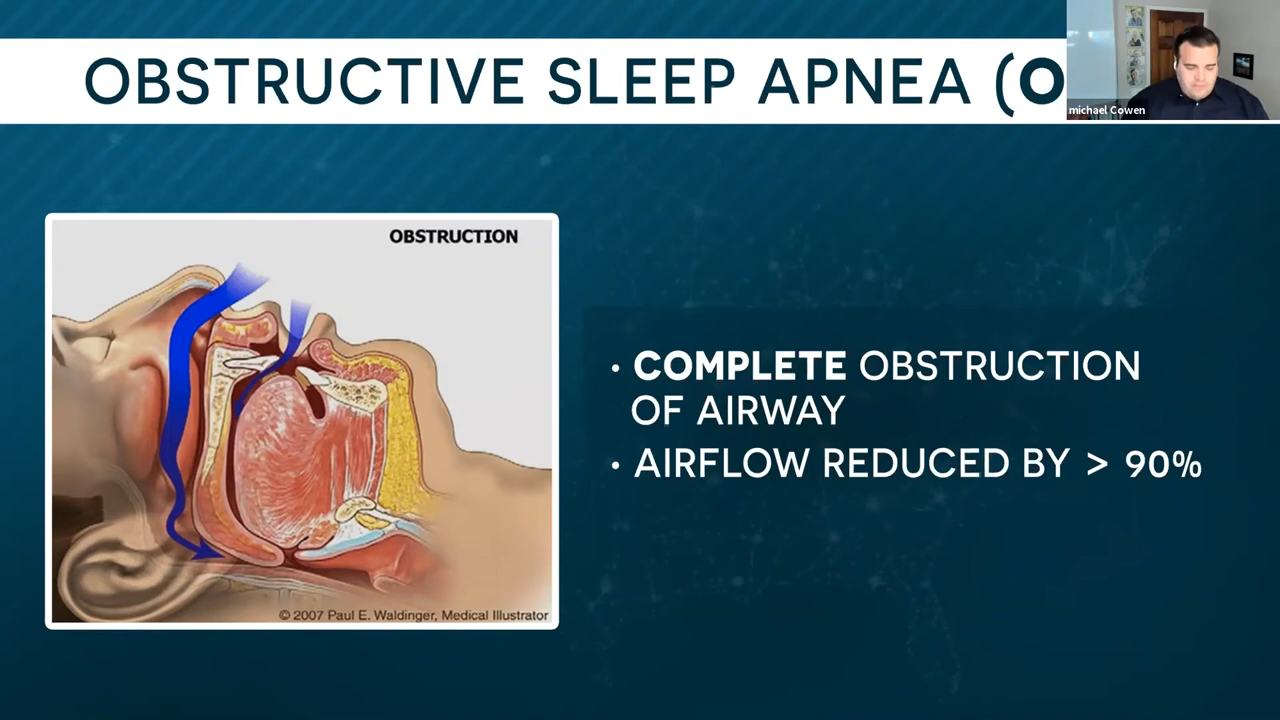 OBSTRUCTIVE SLEEP APNEA (O
michael Cowen
OBSTRUCTION
© 2007 Paul E. Waldinger, Medical Illustrator
• COMPLETE OBSTRUCTION
OF AIRWAY
• AIRFLOW REDUCED BY > 90%